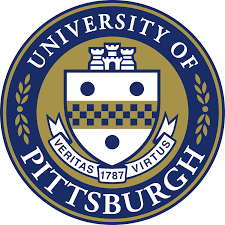 UNIVERSITY OF
PITTSBURGH
VERITAS 1787 VIRTUS